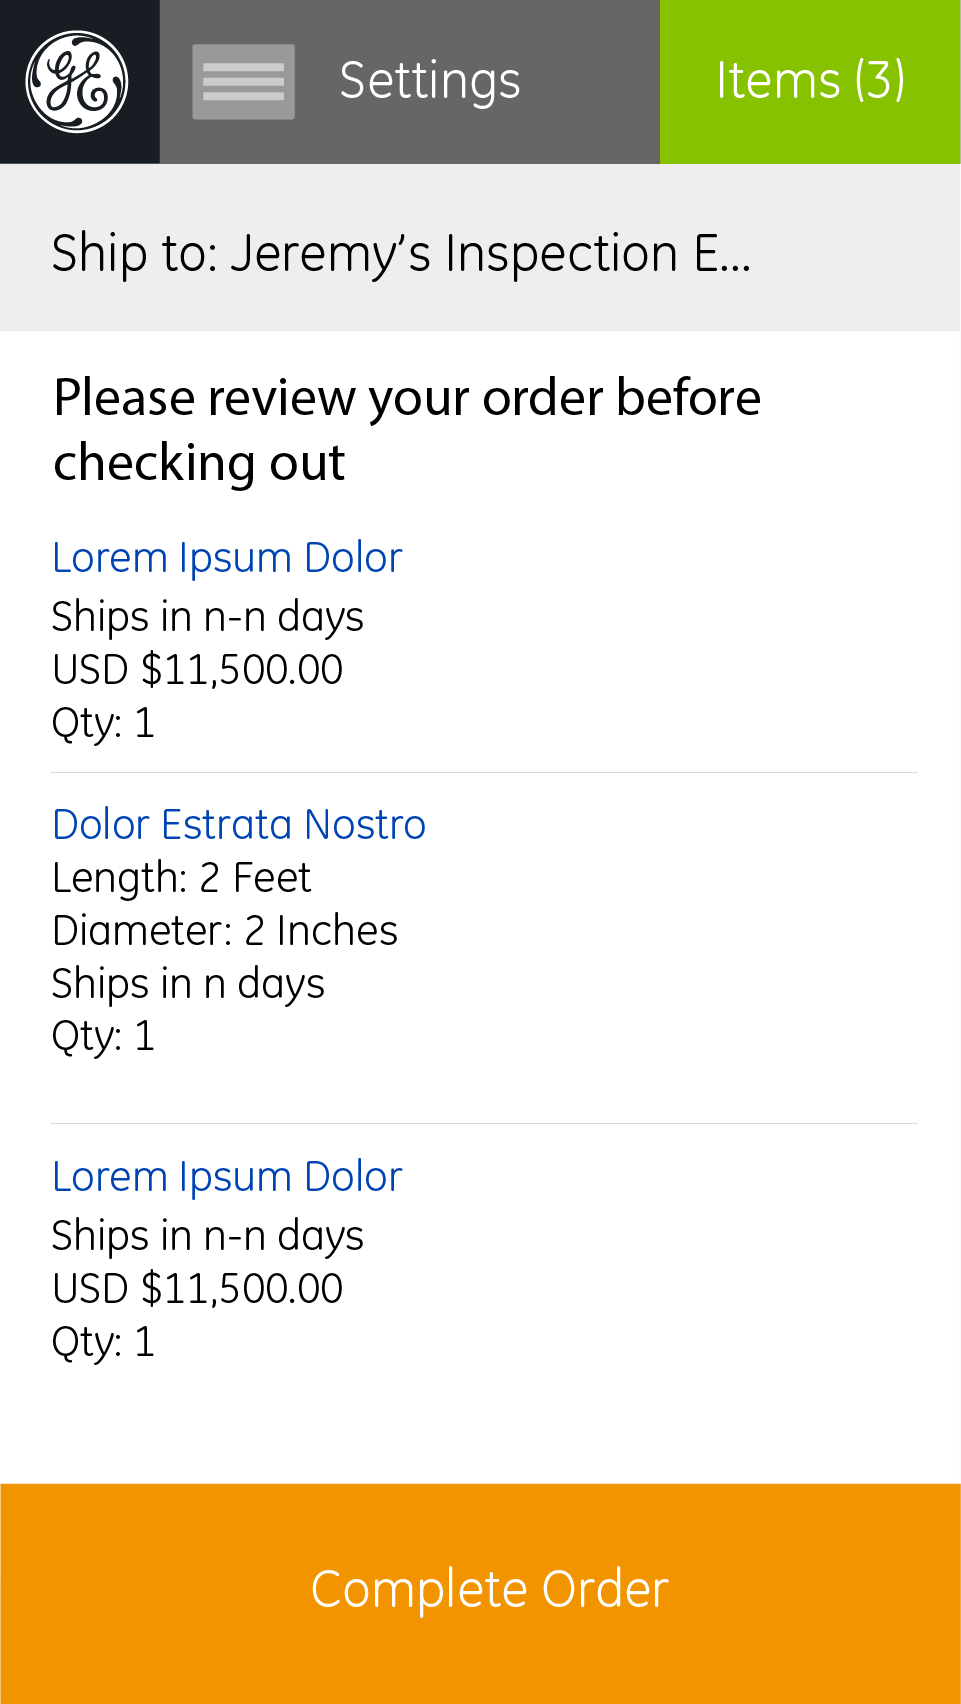 GE
Settings
Items (3)
Ship to: Jeremy’s Inspection E...
Please review your order before
checking out
Lorem Ipsum Dolor
Ships in n-n days
USD $11,500.00
Qty: 1
Dolor Estrata Nostro
Length: 2 Feet
Diameter: 2 Inches
Ships in n days
Qty: 1
Lorem Ipsum Dolor
Ships in n-n days
USD $11,500.00
Qty: 1
Complete Order